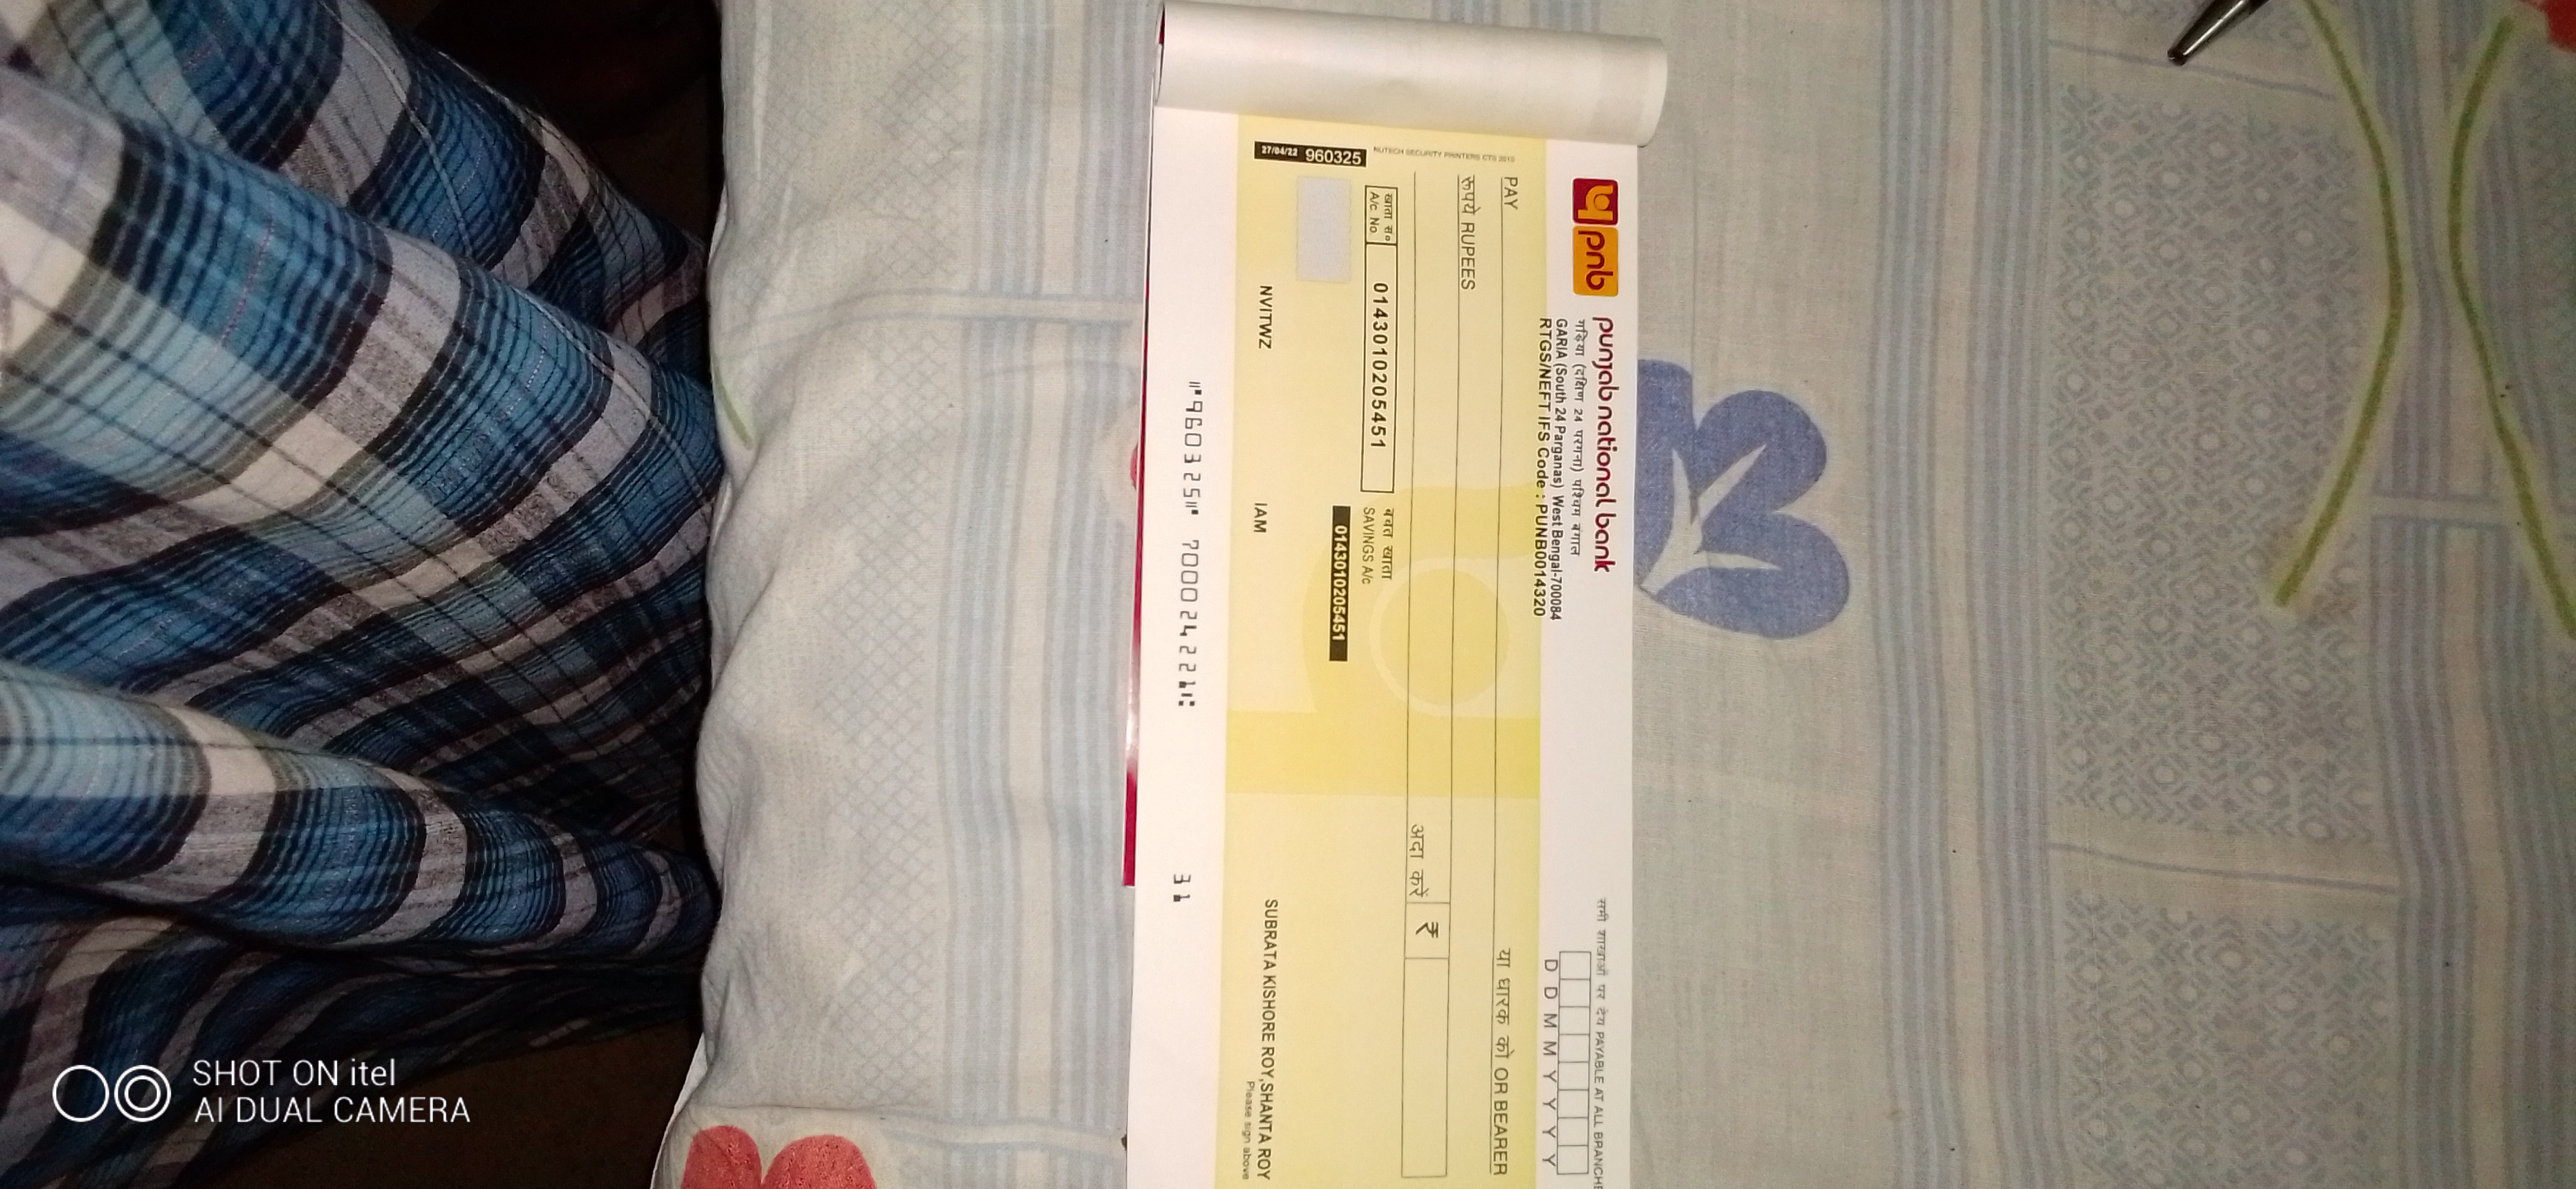 pnb
punjab national bank
गड़िया (दक्षिण 24 परगना) पश्चिम बंगाल
GARIA (South 24 Parganas) West Bengal-700084
RTGS/NEFT IFS Code : PUNB0014320
सभी शाखाओं पर देय PAYABLE AT ALL BRANCHE
D D M M Y Y Y Y
PAY
या धारक को OR BEARER
रूपये RUPEES
अदा करें ₹
खाता स०
A/c No.
0143010205451
बचत खाता
SAVINGS A/c
0143010205451
NUTECH SECURITY PRINTERS CTS 2010
27/04/22 960325
NVITWZ
IAM
SUBRATA KISHORE ROY,SHANTA ROY
Please sign above
⑈960325⑈ 700024221⑆ 31
SHOT ON itel
AI DUAL CAMERA